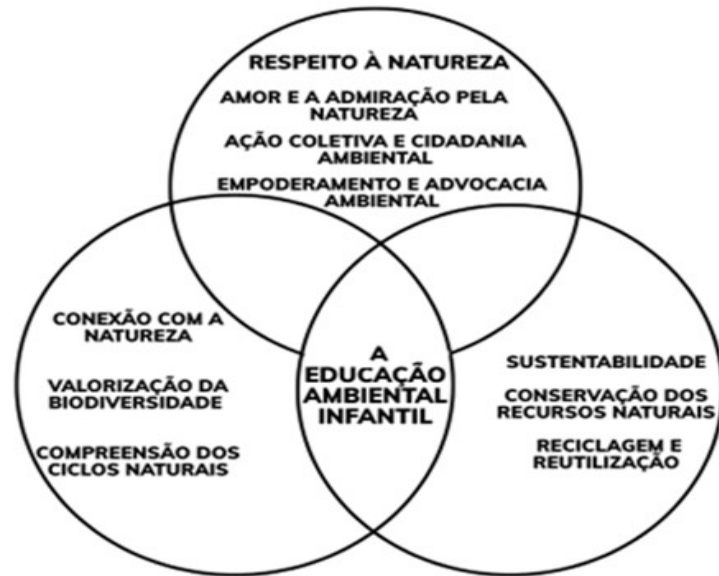 RESPEITO À NATUREZA
AMOR E A ADMIRAÇÃO PELA
NATUREZA
AÇÃO COLETIVA E CIDADANIA
AMBIENTAL
EMPODERAMENTO E ADVOCACIA
AMBIENTAL
CONEXÃO COM A
NATUREZA
VALORIZAÇÃO DA
BIODIVERSIDADE
COMPREENSÃO DOS
CICLOS NATURAIS
A
EDUCAÇÃO
AMBIENTAL
INFANTIL
SUSTENTABILIDADE
CONSERVAÇÃO DOS
RECURSOS NATURAIS
RECICLAGEM E
REUTILIZAÇÃO